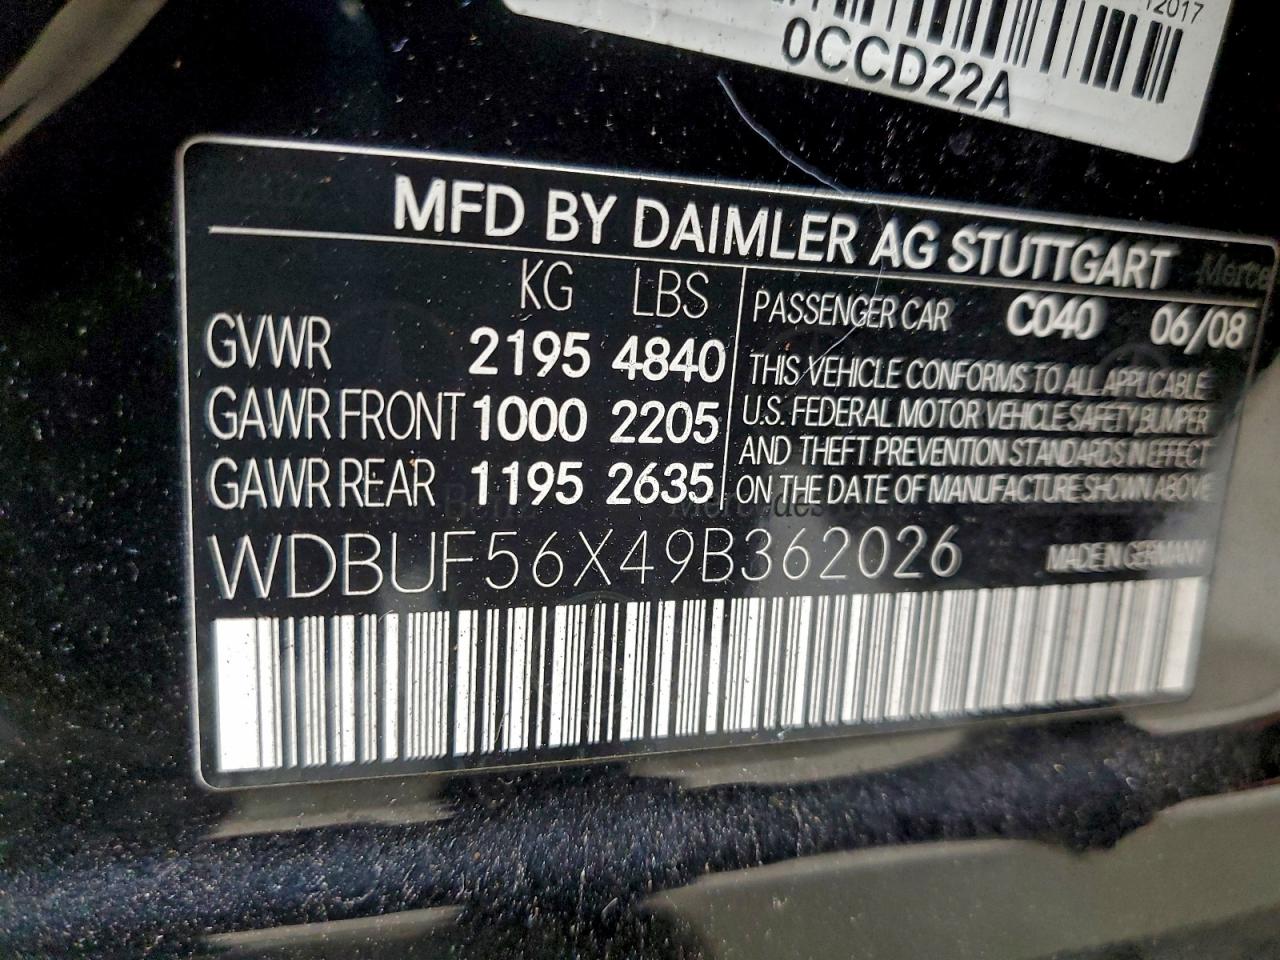 12017
0CCD22A
MFD BY DAIMLER AG STUTTGART
KG LBS
GVWR 2195 4840
GAWR FRONT 1000 2205
GAWR REAR 1195 2635
PASSENGER CAR C040 06/08
THIS VEHICLE CONFORMS TO ALL APPLICABLE
U.S. FEDERAL MOTOR VEHICLE SAFETY, BUMPER
AND THEFT PREVENTION STANDARDS IN EFFECT
ON THE DATE OF MANUFACTURE SHOWN ABOVE
WDBUF56X49B362026 MADE IN GERMANY